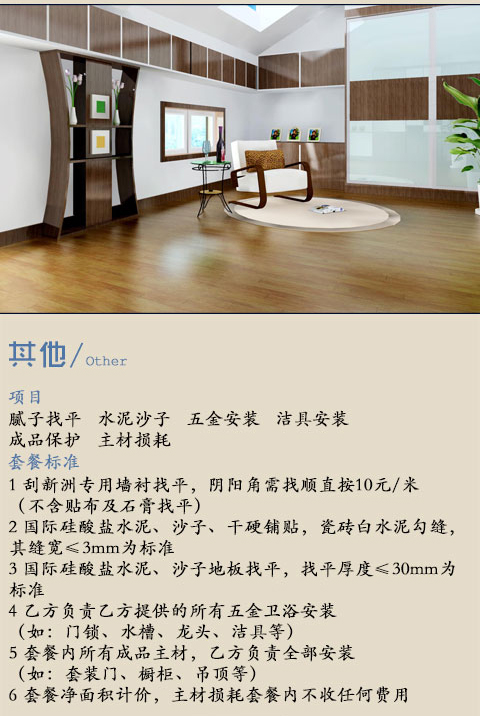 其他/Other
项目
腻子找平 水泥沙子 五金安装 洁具安装
成品保护 主材损耗
套餐标准
1 刮新洲专用墙衬找平，阴阳角需找顺直按10元/米
（不含贴布及石膏找平）
2 国际硅酸盐水泥、沙子、干硬铺贴，瓷砖白水泥勾缝，
其缝宽≤3mm为标准
3 国际硅酸盐水泥、沙子地板找平，找平厚度≤30mm为
标准
4 乙方负责乙方提供的所有五金卫浴安装
（如：门锁、水槽、龙头、洁具等）
5 套餐内所有成品主材，乙方负责全部安装
（如：套装门、橱柜、吊顶等）
6 套餐净面积计价，主材损耗套餐内不收任何费用